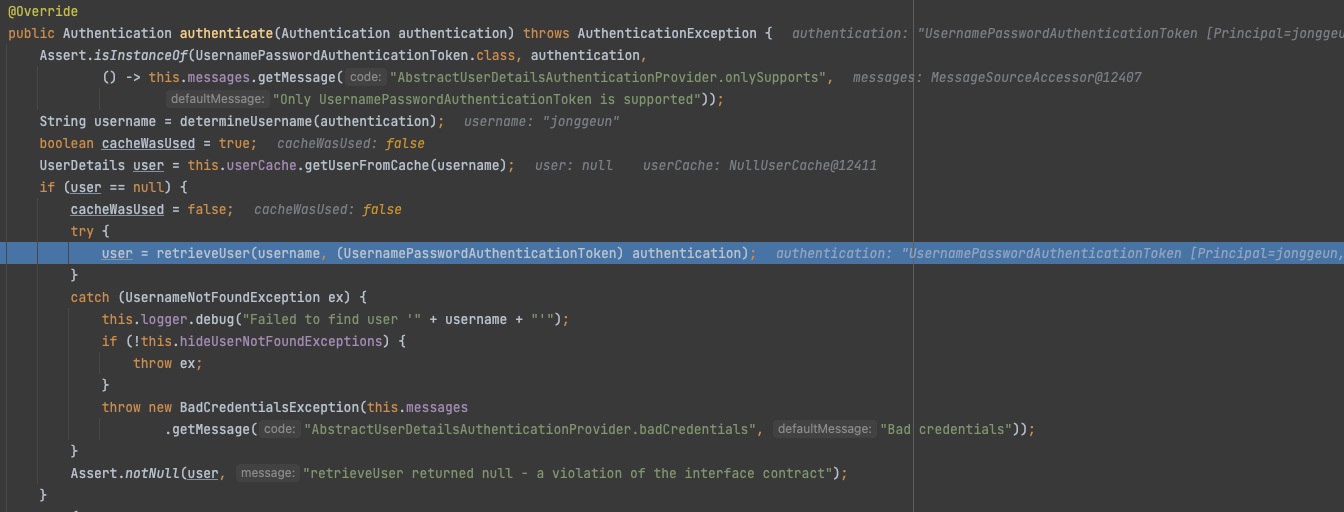 @Override
public Authentication authenticate(Authentication authentication) throws AuthenticationException {   authentication: "UsernamePasswordAuthenticationToken [Principal=jonggeu
Assert.isInstanceOf(UsernamePasswordAuthenticationToken.class, authentication,
() -> this.messages.getMessage( code: "AbstractUserDetailsAuthenticationProvider.onlySupports",   messages: MessageSourceAccessor@12407
defaultMessage: "Only UsernamePasswordAuthenticationToken is supported"));
String username = determineUsername(authentication);   username: "jonggeun"
boolean cacheWasUsed = true;   cacheWasUsed: false
UserDetails user = this.userCache.getUserFromCache(username);   user: null    userCache: NullUserCache@12411
if (user == null) {
cacheWasUsed = false;   cacheWasUsed: false
try {
user = retrieveUser(username, (UsernamePasswordAuthenticationToken) authentication);   authentication: "UsernamePasswordAuthenticationToken [Principal=jonggeun,
}
catch (UsernameNotFoundException ex) {
this.logger.debug("Failed to find user '" + username + "'");
if (!this.hideUserNotFoundExceptions) {
throw ex;
}
throw new BadCredentialsException(this.messages
.getMessage( code: "AbstractUserDetailsAuthenticationProvider.badCredentials", defaultMessage: "Bad credentials"));
}
Assert.notNull(user, message: "retrieveUser returned null - a violation of the interface contract");
}